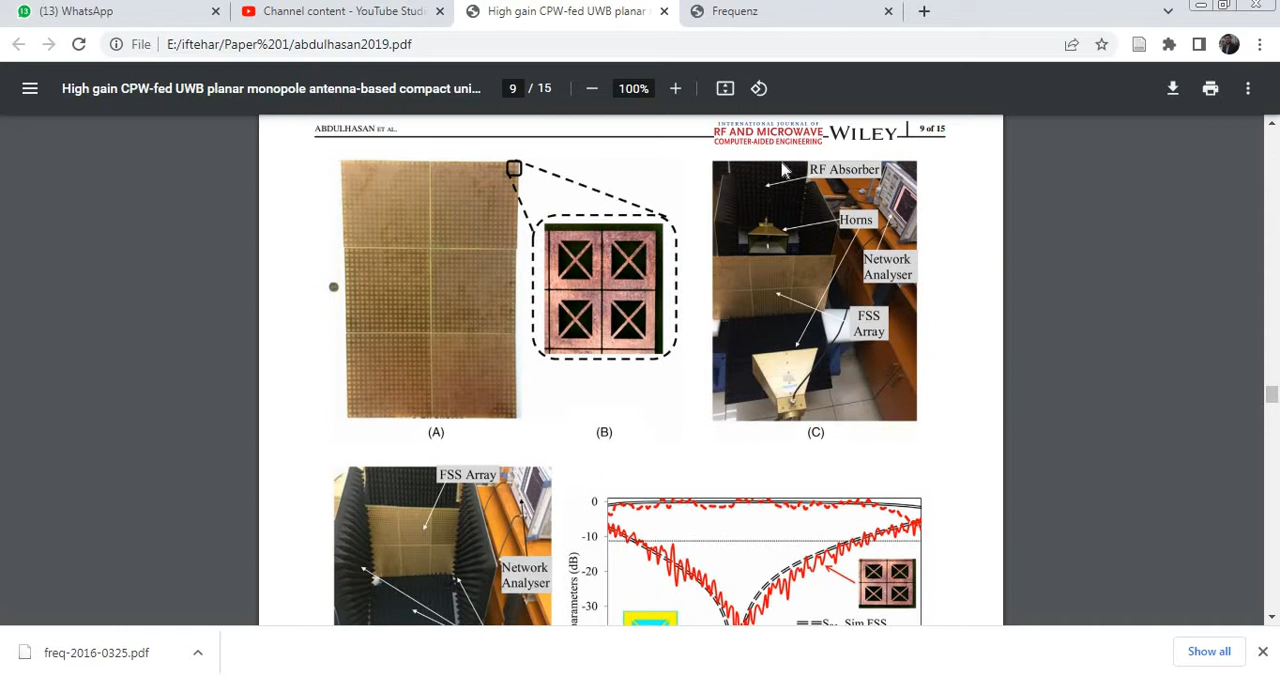 (13) WhatsApp
Channel content - YouTube Studi
High gain CPW-fed UWB planar
Frequenz
File
E:/iftehar/Paper%201/abdulhasan2019.pdf
High gain CPW-fed UWB planar monopole antenna-based compact uni...
9 / 15
100%
ABDULHASAN ET AL.
INTERNATIONAL JOURNAL OF
RF AND MICROWAVE
COMPUTER-AIDED ENGINEERING
WILEY
9 of 15
RF Absorber
Horns
Network
Analyser
FSS
Array
(A)
(B)
(C)
FSS Array
Network
Analyser
0
-10
-20
-30
arameters (dB)
Sim FSS
freq-2016-0325.pdf
Show all